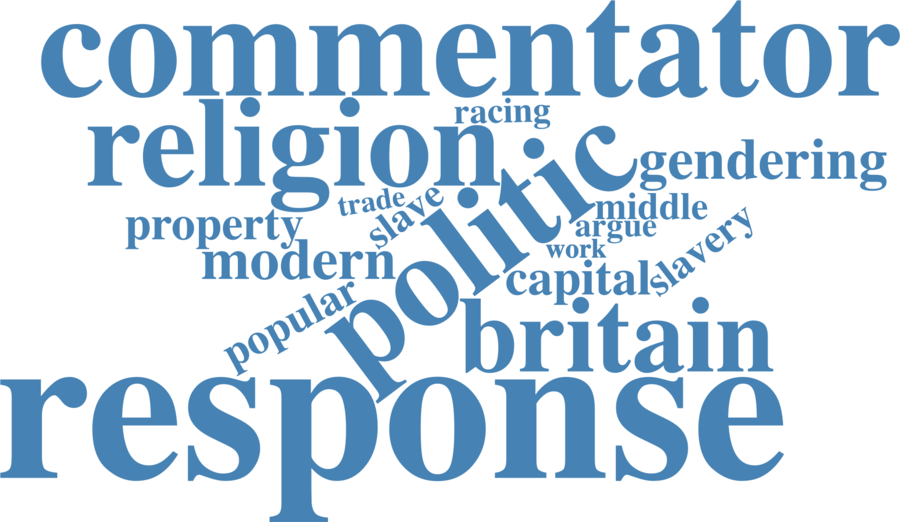 commentator
racing
religion
politic
gendering
trade
slave
middle
property
argue
work
modern
capital
slavery
popular
britain
response